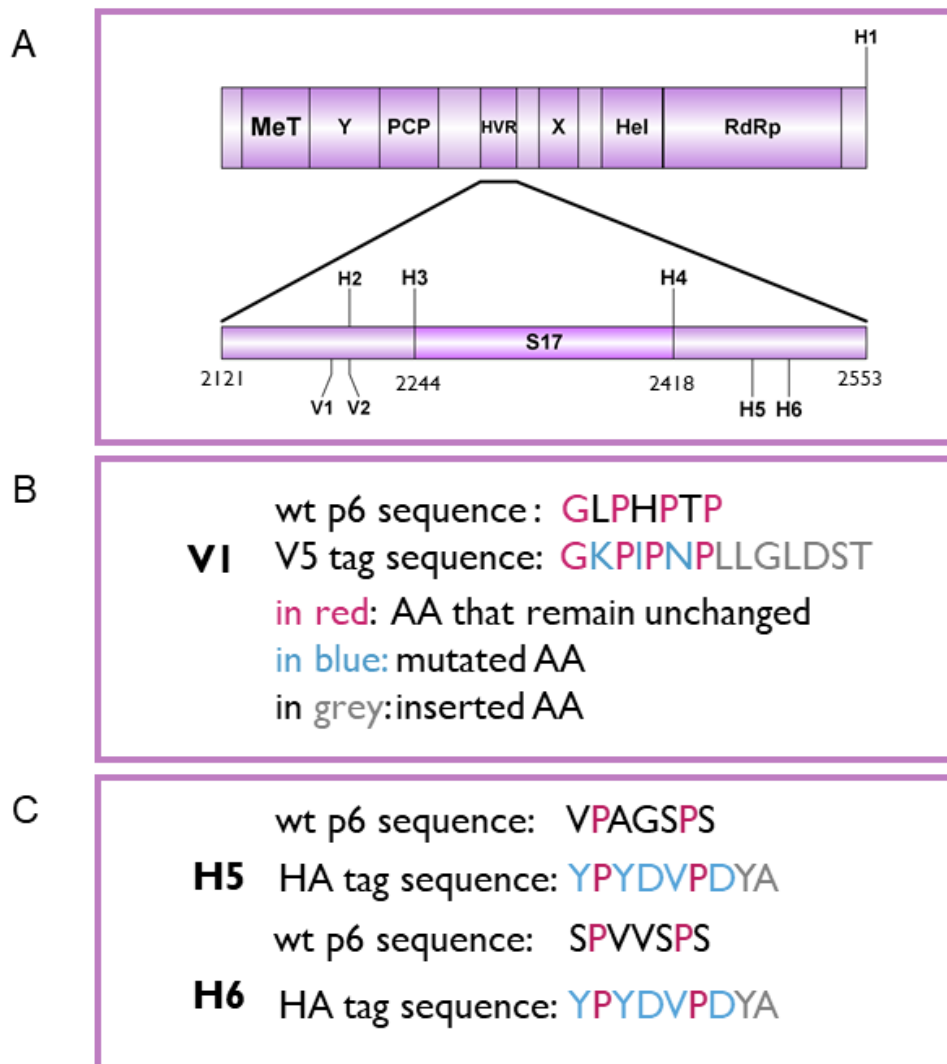 A
H1
MeT Y PCP HVR X Hel RdRp
H2 H3 H4
S17
2121 2244 2418 2553
V1 V2 H5 H6
B
wt p6 sequence: GLPHPTP
V1 V5 tag sequence: GKPIPNPLLGLDST
in red: AA that remain unchanged
in blue: mutated AA
in grey: inserted AA
C
wt p6 sequence: VPAGSPS
H5 HA tag sequence: YPYDVPDYA
wt p6 sequence: SPVVSPS
H6 HA tag sequence: YPYDVPDYA